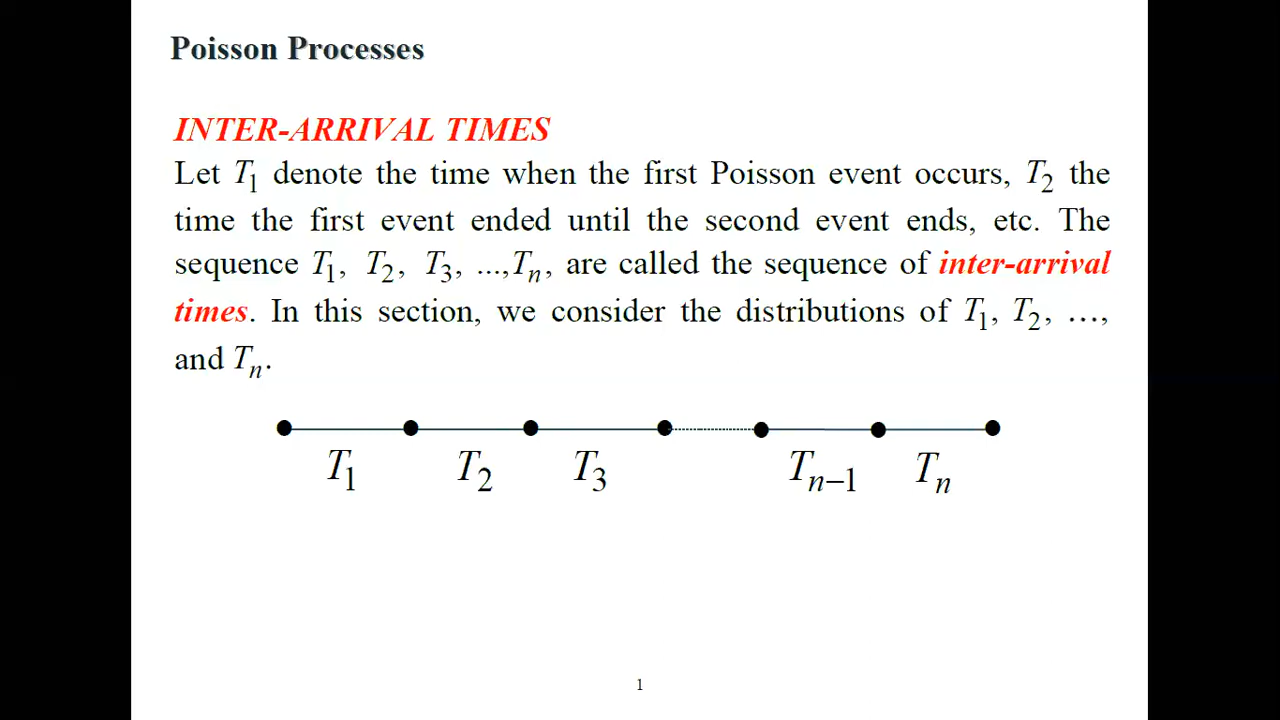 Poisson Processes
INTER-ARRIVAL TIMES
Let T₁ denote the time when the first Poisson event occurs, T₂ the
time the first event ended until the second event ends, etc. The
sequence T₁, T₂, T₃, ...,Tₙ, are called the sequence of inter-arrival
times. In this section, we consider the distributions of T₁, T₂, …,
and Tₙ.
T₁ T₂ T₃ Tₙ₋₁ Tₙ
1